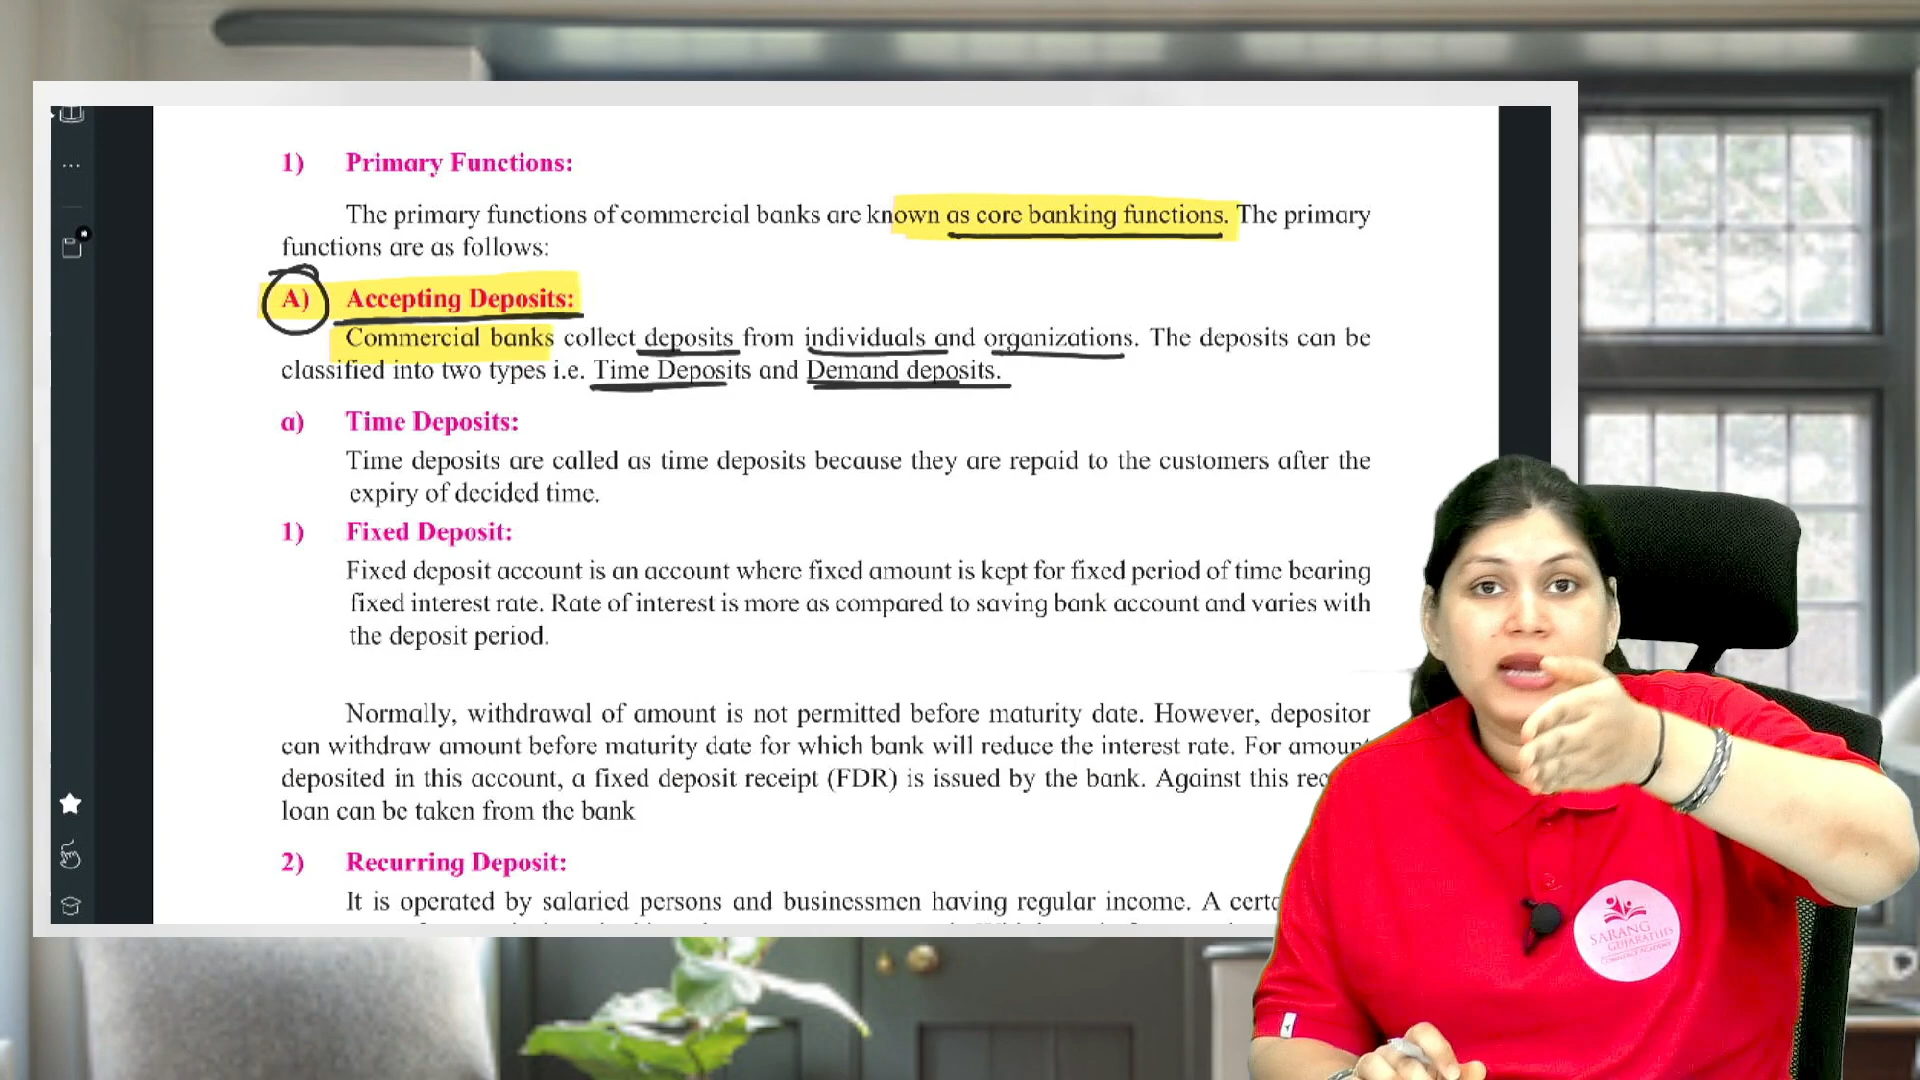 1) Primary Functions:
The primary functions of commercial banks are known as core banking functions. The primary
functions are as follows:
A) Accepting Deposits:
Commercial banks collect deposits from individuals and organizations. The deposits can be
classified into two types i.e. Time Deposits and Demand deposits.
a) Time Deposits:
Time deposits are called as time deposits because they are repaid to the customers after the
expiry of decided time.
1) Fixed Deposit:
Fixed deposit account is an account where fixed amount is kept for fixed period of time bearing
fixed interest rate. Rate of interest is more as compared to saving bank account and varies with
the deposit period.
Normally, withdrawal of amount is not permitted before maturity date. However, depositor
can withdraw amount before maturity date for which bank will reduce the interest rate. For amount
deposited in this account, a fixed deposit receipt (FDR) is issued by the bank. Against this
loan can be taken from the bank
2) Recurring Deposit:
It is operated by salaried persons and businessmen having regular income. A
SARANG
GUJARATHIS
COMMERCE ACADEMY